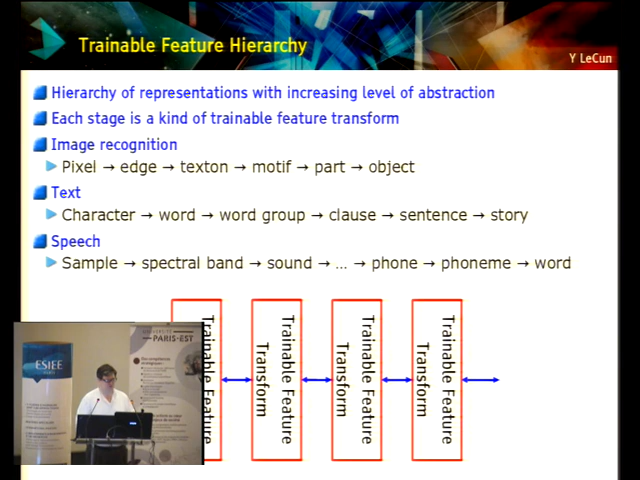 Trainable Feature Hierarchy
Y LeCun
Hierarchy of representations with increasing level of abstraction
Each stage is a kind of trainable feature transform
Image recognition
Pixel → edge → texton → motif → part → object
Text
Character → word → word group → clause → sentence → story
Speech
Sample → spectral band → sound → ... → phone → phoneme → word
Trainable Feature
Trainable Feature
Transform
Trainable Feature
Transform
Trainable Feature
Transform
ESIEE
UNIVERSITÉ
PARIS-EST